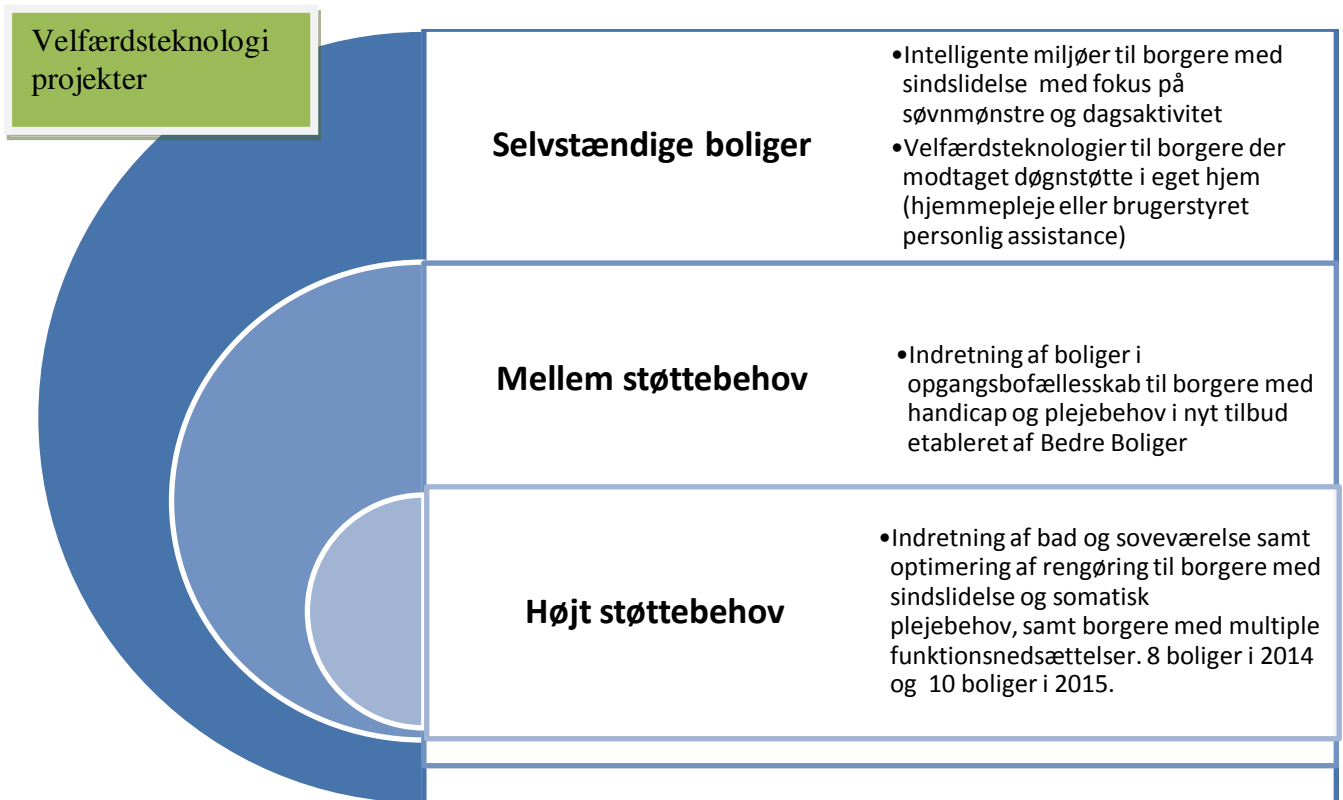 Velfærdsteknologi
projekter
Selvstændige boliger
•Intelligente miljøer til borgere med
sindslidelse med fokus på
søvnmønstre og dagsaktivitet
•Velfærdsteknologier til borgere der
modtaget døgnstøtte i eget hjem
(hjemmepleje eller brugerstyret
personlig assistance)
Mellem støttebehov
•Indretning af boliger i
opgangsbofællesskab til borgere med
handicap og plejebehov i nyt tilbud
etableret af Bedre Boliger
Højt støttebehov
•Indretning af bad og soveværelse samt
optimering af rengøring til borgere med
sindslidelse og somatisk
plejebehov, samt borgere med multiple
funktionsnedsættelser. 8 boliger i 2014
og 10 boliger i 2015.